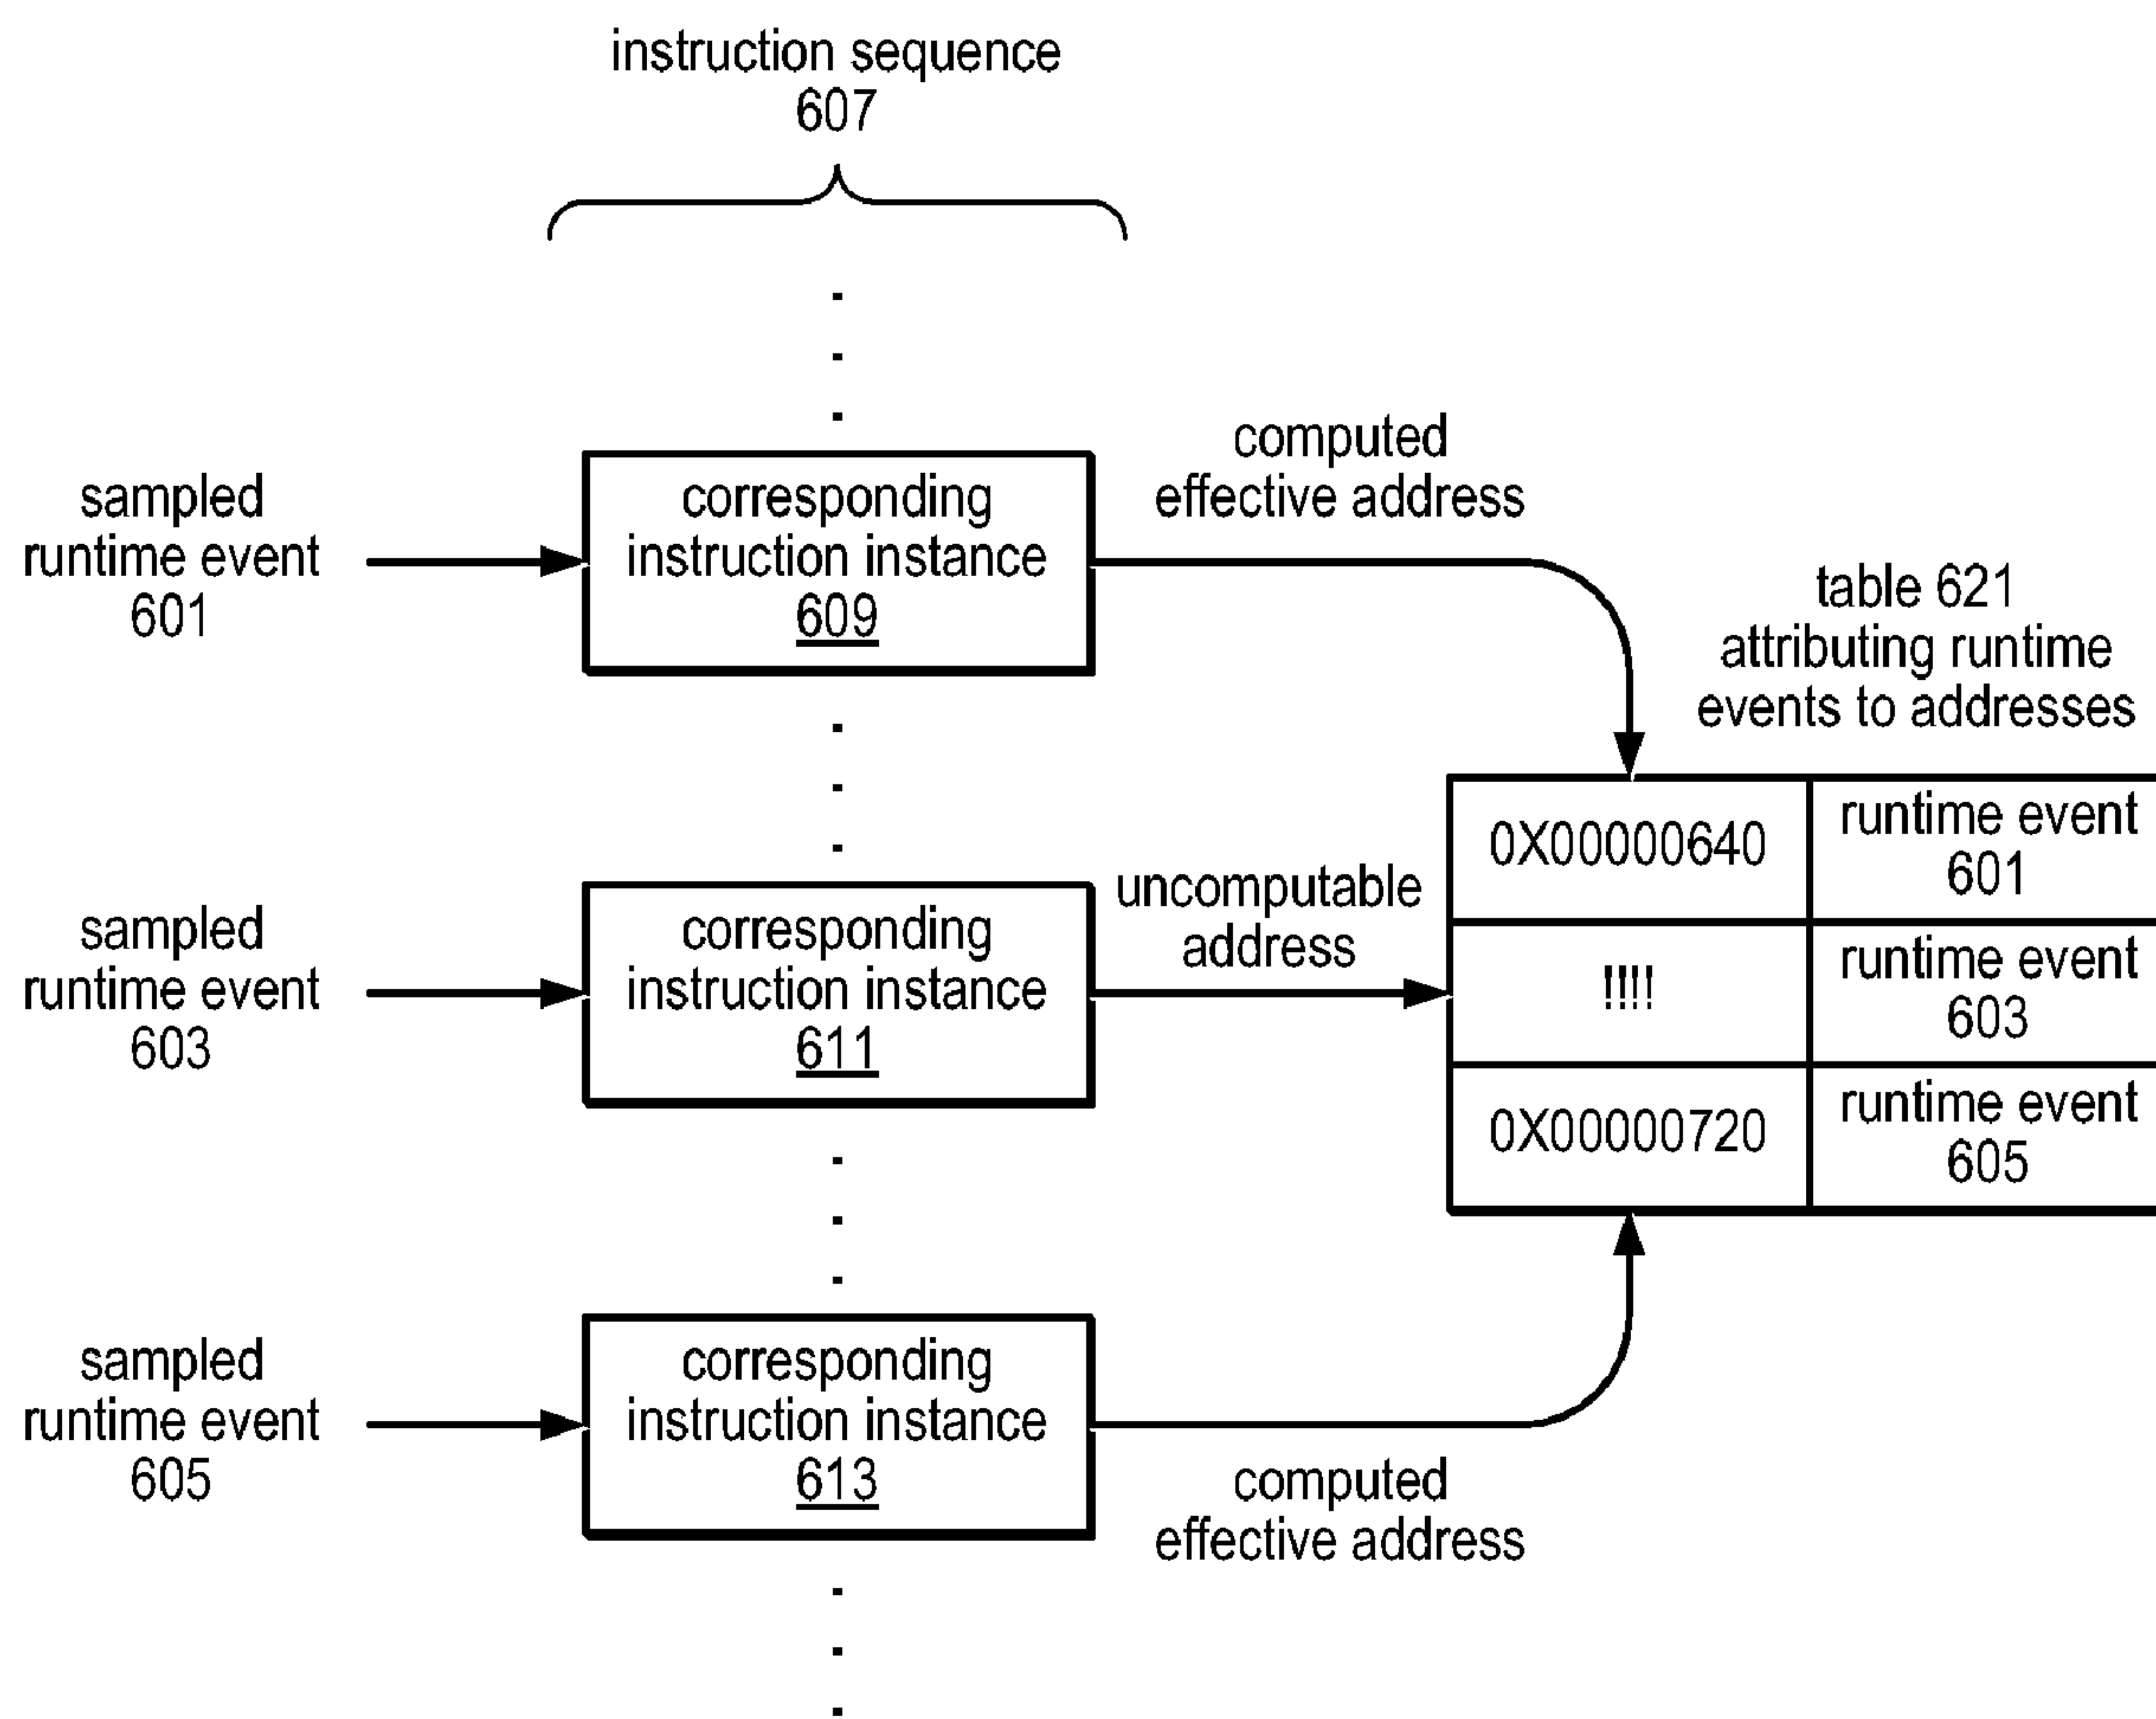 instruction sequence
607
sampled
runtime event
601
corresponding
instruction instance
609
computed
effective address
table 621
attributing runtime
events to addresses
0X00000640
runtime event
601
sampled
runtime event
603
corresponding
instruction instance
611
uncomputable
address
!!!!
runtime event
603
0X00000720
runtime event
605
sampled
runtime event
605
corresponding
instruction instance
613
computed
effective address